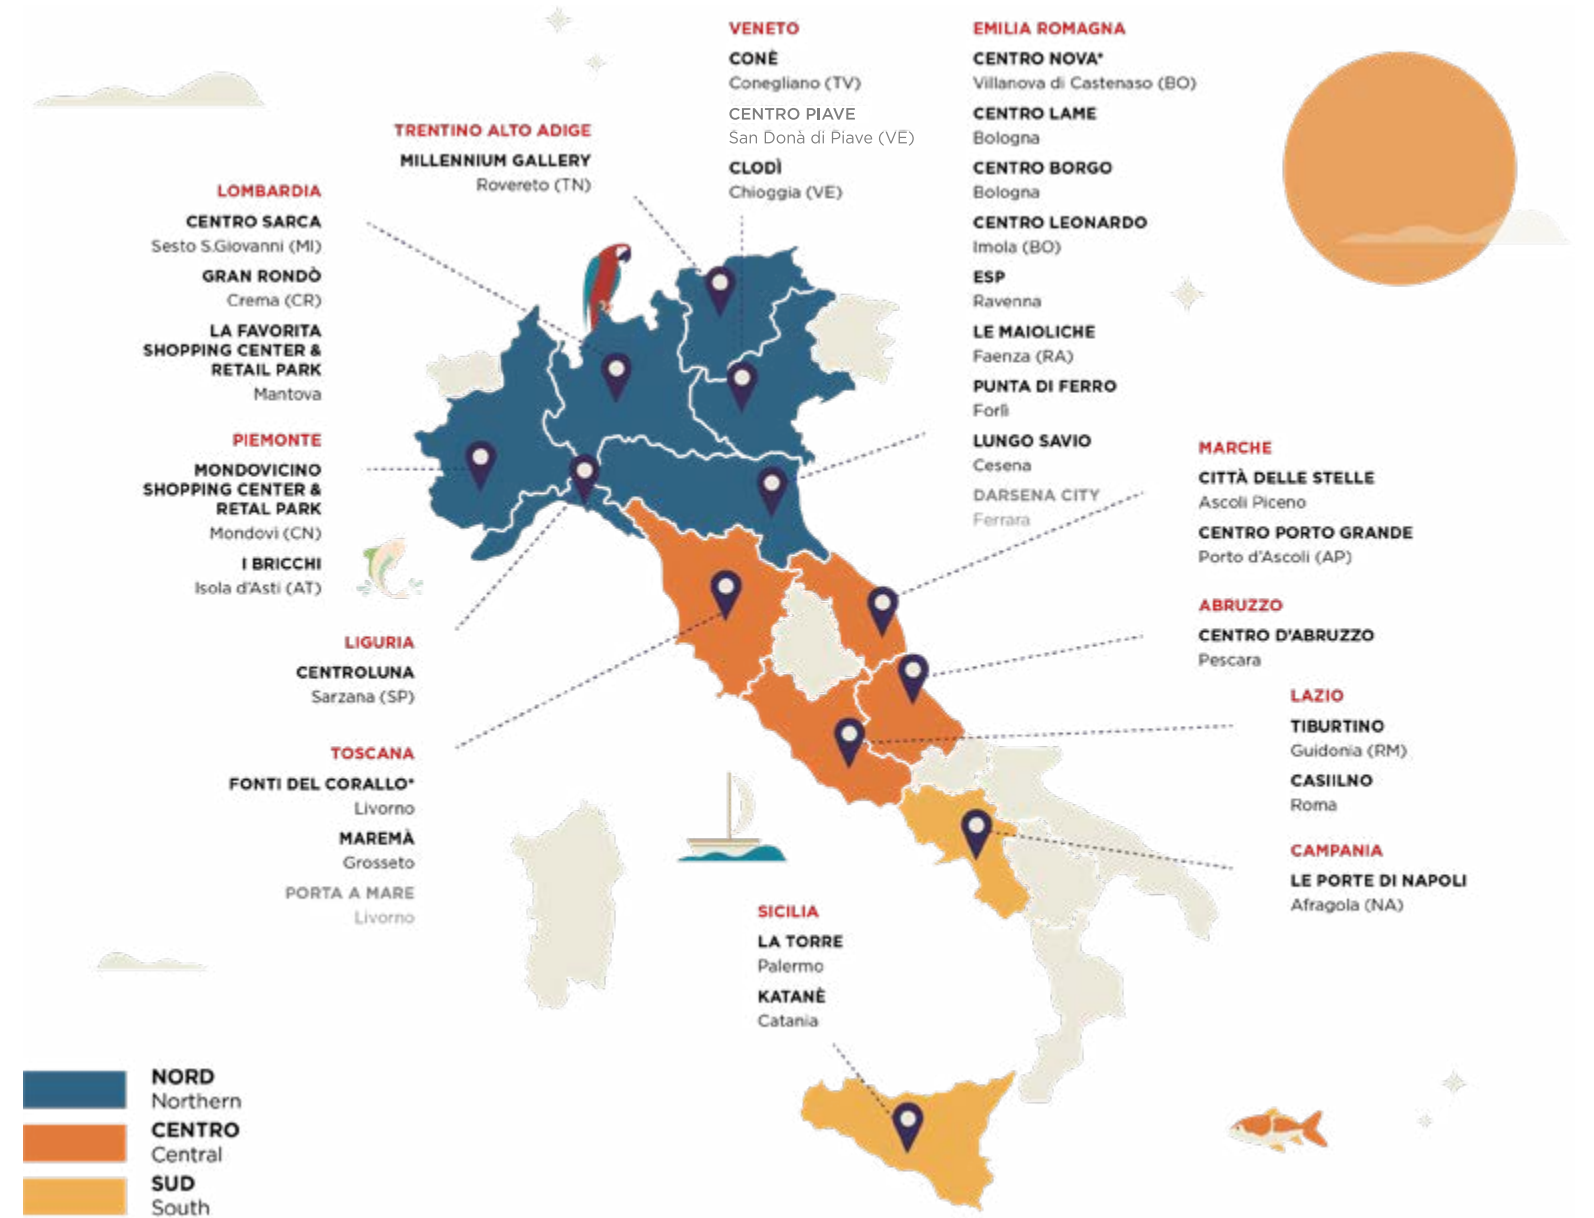 TRENTINO ALTO ADIGE
MILLENNIUM GALLERY
Rovereto (TN)
LOMBARDIA
CENTRO SARCA
Sesto S.Giovanni (MI)
GRAN RONDÒ
Crema (CR)
LA FAVORITA
SHOPPING CENTER &
RETAIL PARK
Mantova
PIEMONTE
MONDOVICINO
SHOPPING CENTER &
RETAL PARK
Mondovì (CN)
I BRICCHI
Isola d'Asti (AT)
LIGURIA
CENTROLUNA
Sarzana (SP)
TOSCANA
FONTI DEL CORALLO*
Livorno
MAREMÀ
Grosseto
PORTA A MARE
Livorno
VENETO
CONÈ
Conegliano (TV)
CENTRO PIAVE
San Donà di Piave (VE)
CLODÌ
Chioggia (VE)
EMILIA ROMAGNA
CENTRO NOVA*
Villanova di Castenaso (BO)
CENTRO LAME
Bologna
CENTRO BORGO
Bologna
CENTRO LEONARDO
Imola (BO)
ESP
Ravenna
LE MAIOLICHE
Faenza (RA)
PUNTA DI FERRO
Forlì
LUNGO SAVIO
Cesena
DARSENA CITY
Ferrara
MARCHE
CITTÀ DELLE STELLE
Ascoli Piceno
CENTRO PORTO GRANDE
Porto d'Ascoli (AP)
ABRUZZO
CENTRO D'ABRUZZO
Pescara
LAZIO
TIBURTINO
Guidonia (RM)
CASIILNO
Roma
CAMPANIA
LE PORTE DI NAPOLI
Afragola (NA)
SICILIA
LA TORRE
Palermo
KATANÈ
Catania
NORD
Northern
CENTRO
Central
SUD
South